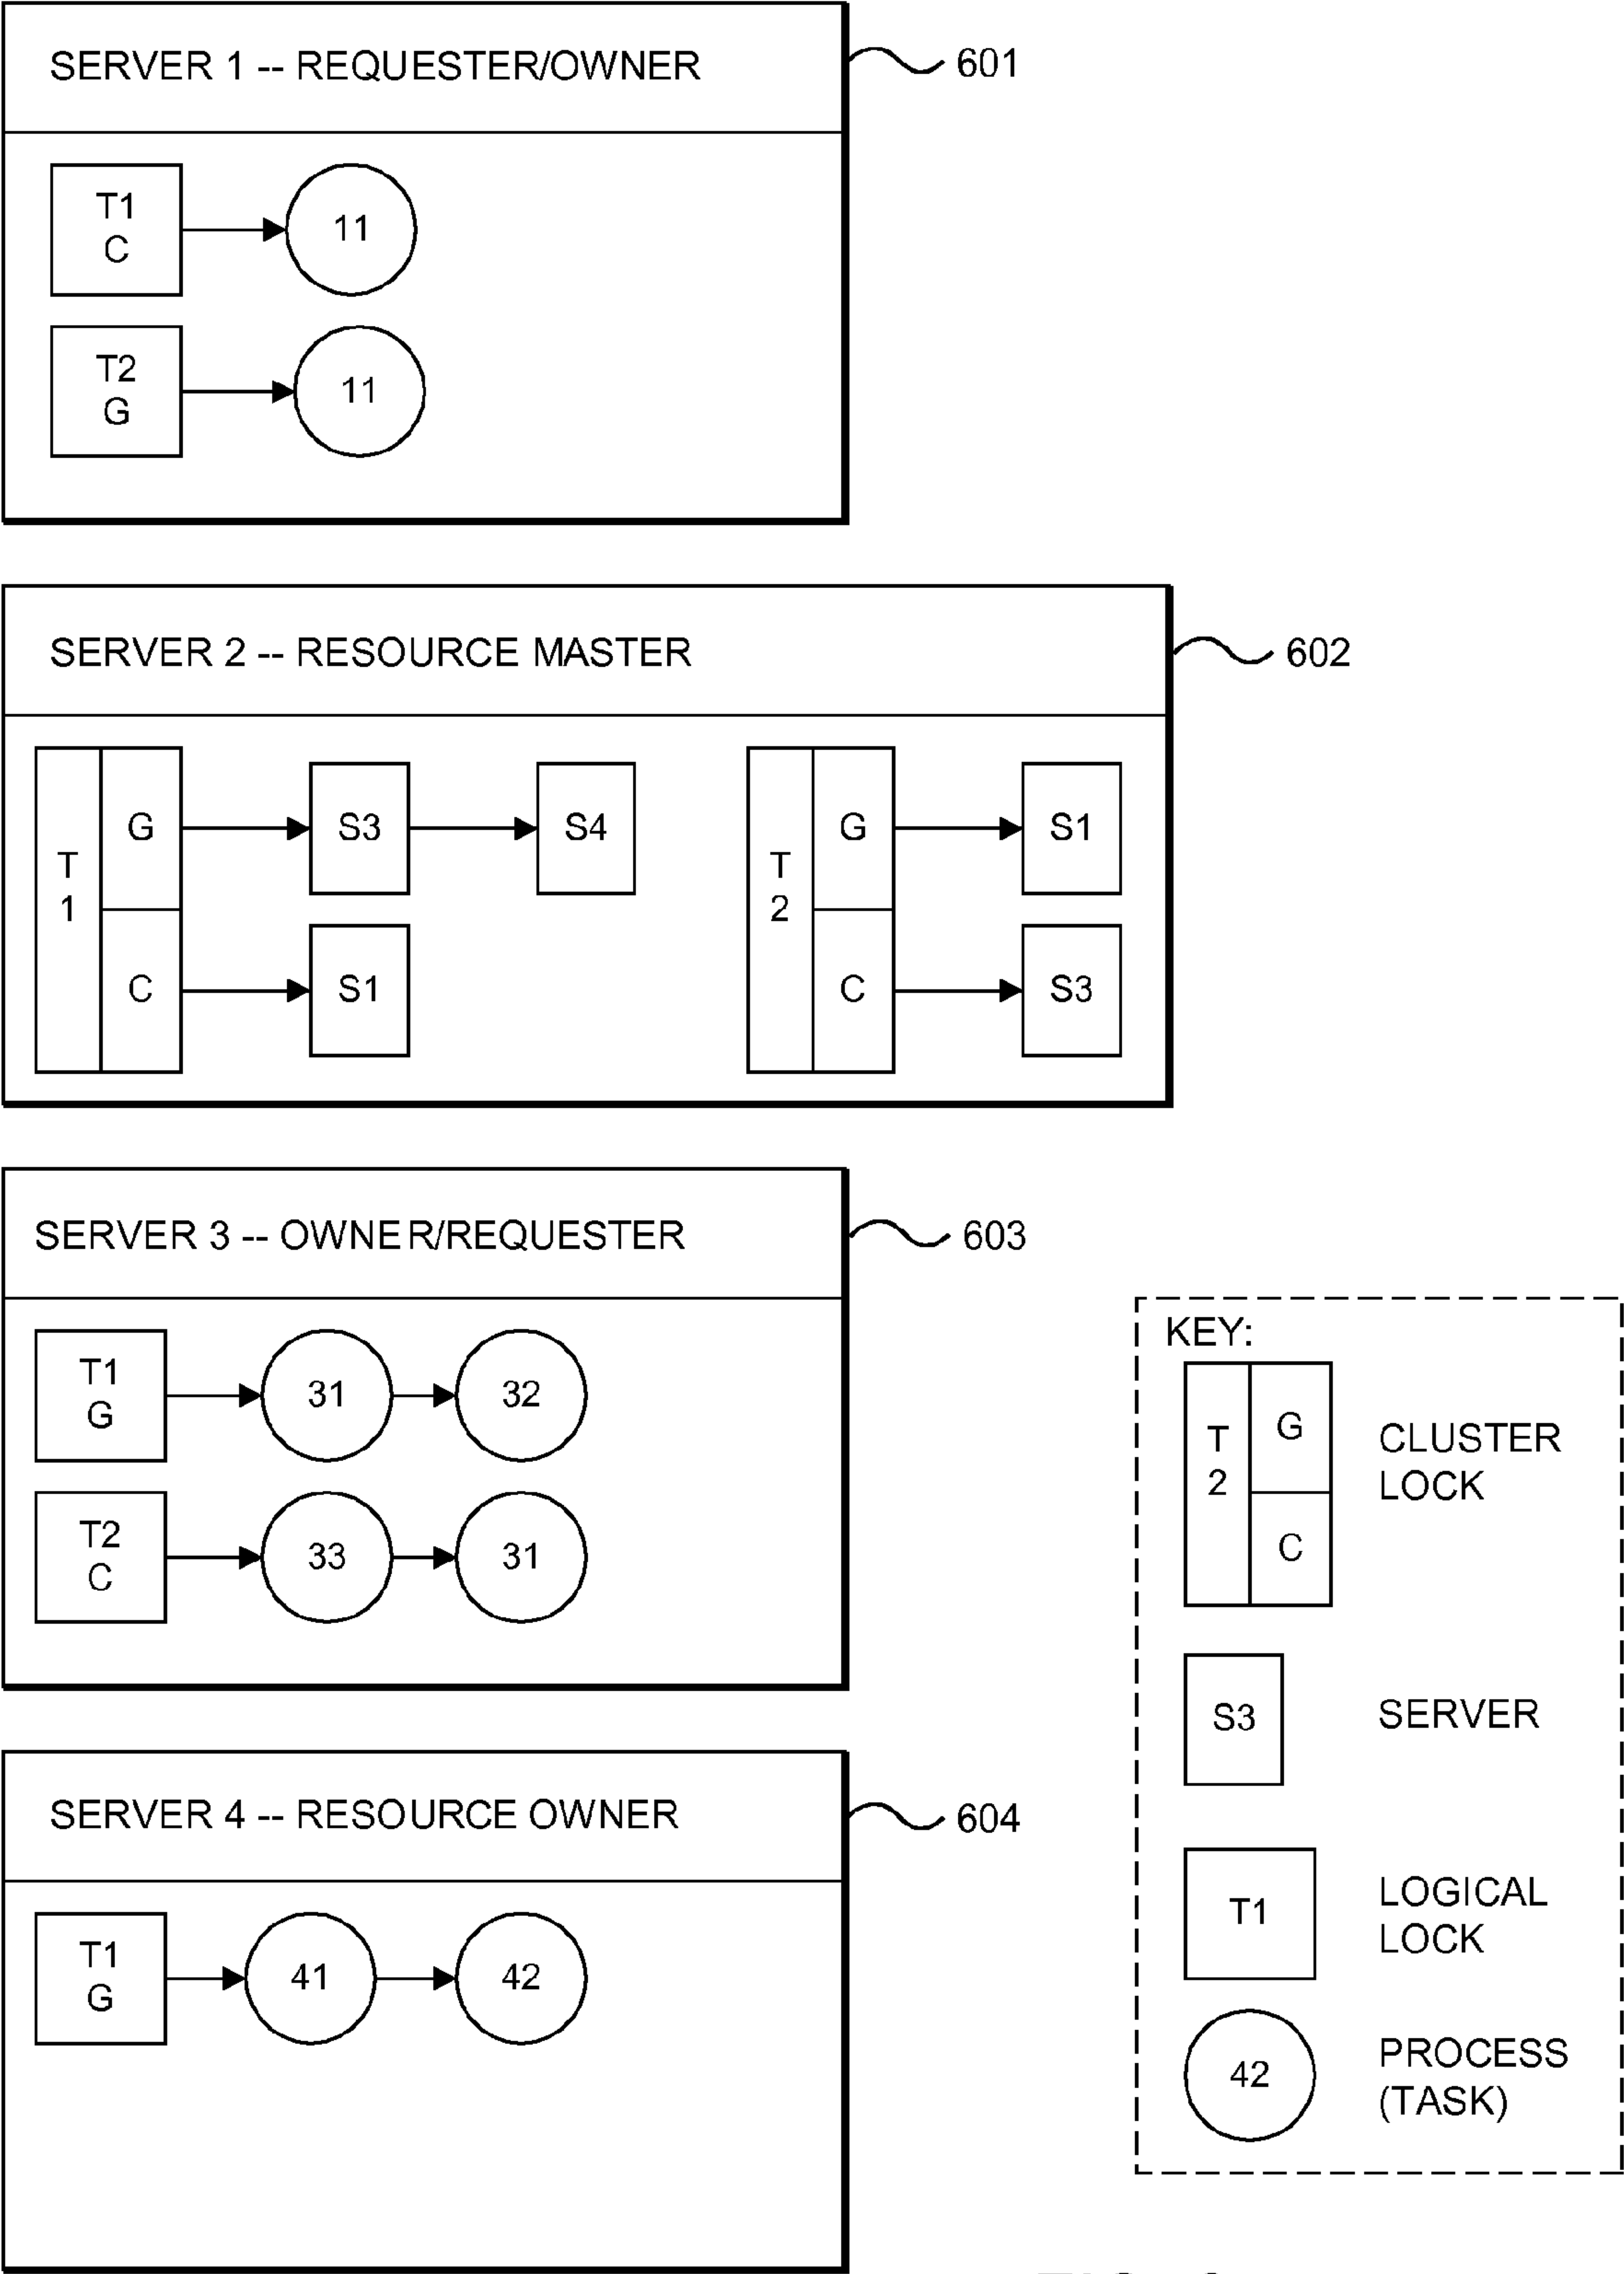 SERVER 1 -- REQUESTER/OWNER
601
T1
C
11
T2
G
11
SERVER 2 -- RESOURCE MASTER
602
T
1
G
S3
S4
C
S1
T
2
G
S1
C
S3
SERVER 3 -- OWNER/REQUESTER
603
T1
G
31
32
T2
C
33
31
SERVER 4 -- RESOURCE OWNER
604
T1
G
41
42
KEY:
T
2
G
C
CLUSTER
LOCK
S3
SERVER
T1
LOGICAL
LOCK
42
PROCESS
(TASK)